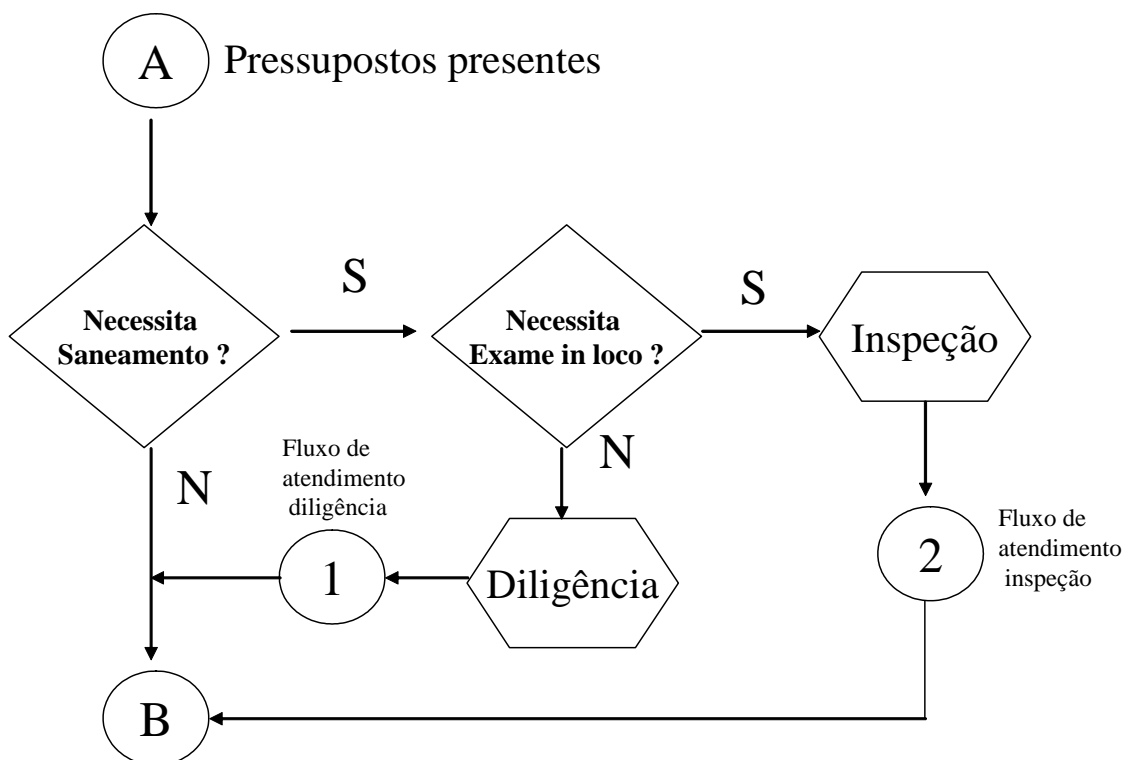 A
Pressupostos presentes
S
S
Necessita
Saneamento ?
Necessita
Exame in loco ?
Inspeção
N
N
Fluxo de
atendimento
diligência
1
Diligência
2
Fluxo de
atendimento
inspeção
B